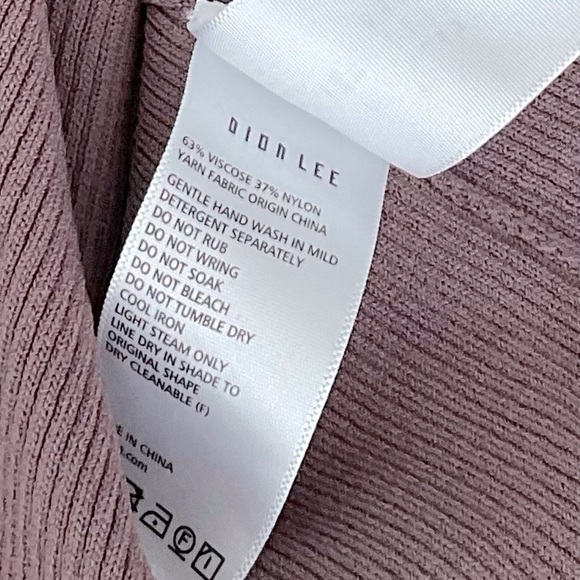 DION LEE
63% VISCOSE 37% NYLON
YARN FABRIC ORIGIN CHINA
GENTLE HAND WASH IN MILD
DETERGENT SEPARATELY
DO NOT RUB
DO NOT WRING
DO NOT SOAK
DO NOT BLEACH
DO NOT TUMBLE DRY
COOL IRON
LIGHT STEAM ONLY
LINE DRY IN SHADE TO
ORIGINAL SHAPE
DRY CLEANABLE (F)
IN CHINA
.com
F